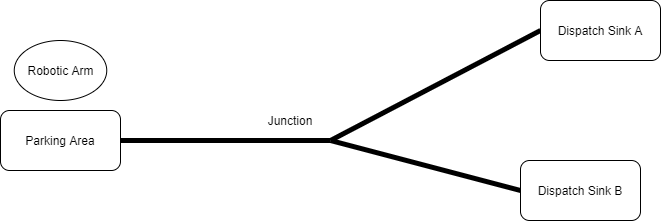 Dispatch Sink A
Robotic Arm
Junction
Parking Area
Dispatch Sink B